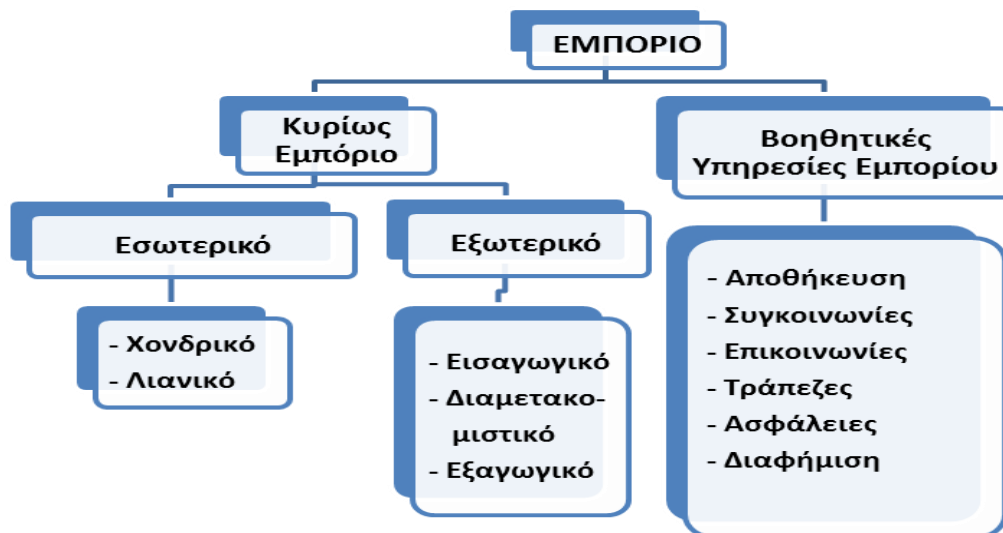 ΕΜΠΟΡΙΟ
Κυρίως
Εμπόριο
Βοηθητικές
Υπηρεσίες Εμπορίου
Εσωτερικό
Εξωτερικό
- Χονδρικό
- Λιανικό
- Εισαγωγικό
- Διαμετακο-
μιστικό
- Εξαγωγικό
- Αποθήκευση
- Συγκοινωνίες
- Επικοινωνίες
- Τράπεζες
- Ασφάλειες
- Διαφήμιση